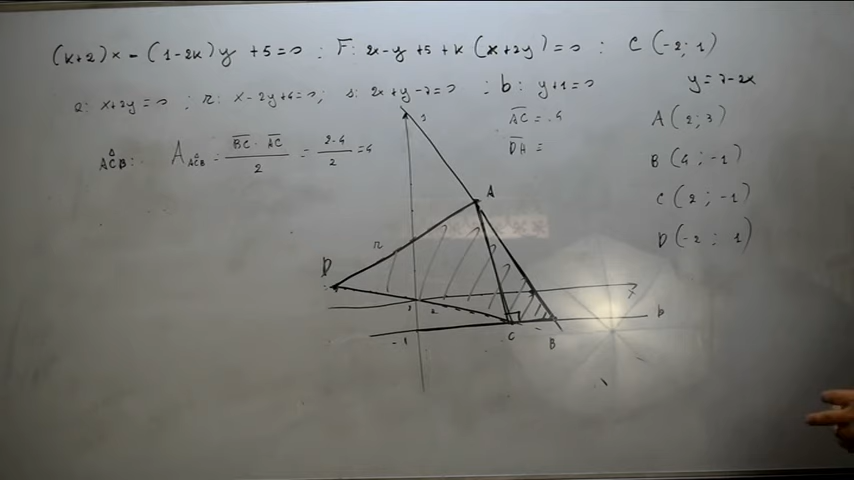 (k+2)x - (1-2k)y + 5 = 0 : F: 2x-y+5+k(x+2y)=0 : C(-2;1)
y=7-2x
a: x+2y=0 ; r: x-2y+4=0; s: 2x+y-7=0 ; b: y+1=0
AC = 4
A(2;3)
DA =
ACB: A ACB = BC · AC / 2 = 2·4 / 2 = 4
B(4;-1)
C(2;-1)
D(-2;1)
s
A
r
D
x
b
-1
C
B